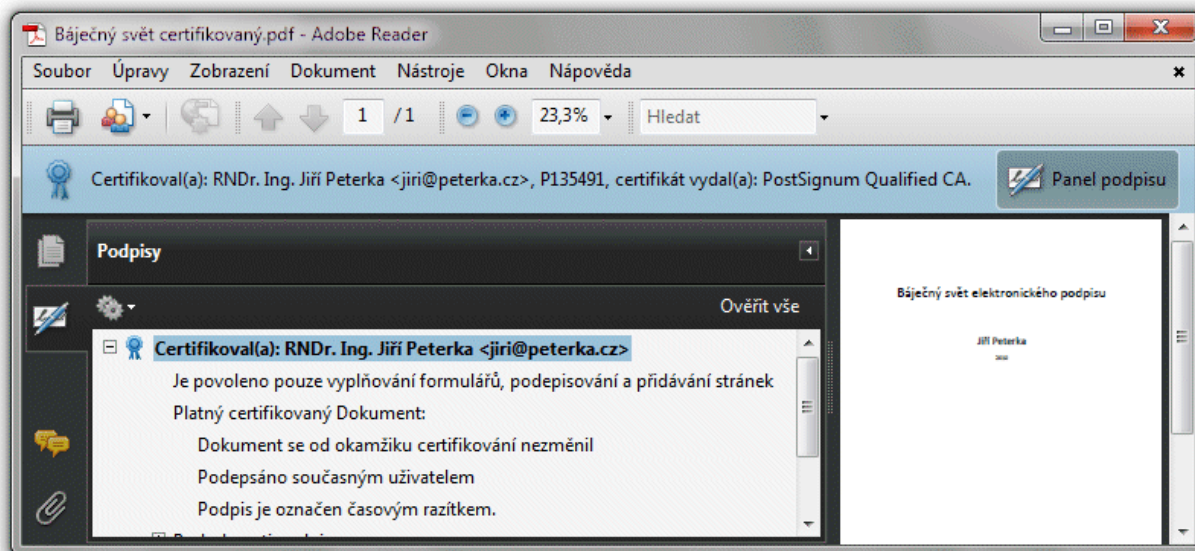 Báječný svět certifikovaný.pdf - Adobe Reader
Soubor Úpravy Zobrazení Dokument Nástroje Okna Nápověda
1 / 1 23,3% Hledat
Certifikoval(a): RNDr. Ing. Jiří Peterka <jiri@peterka.cz>, P135491, certifikát vydal(a): PostSignum Qualified CA. Panel podpisu
Podpisy
Ověřit vše
Certifikoval(a): RNDr. Ing. Jiří Peterka <jiri@peterka.cz>
Je povoleno pouze vyplňování formulářů, podepisování a přidávání stránek
Platný certifikovaný Dokument:
Dokument se od okamžiku certifikování nezměnil
Podepsáno současným uživatelem
Podpis je označen časovým razítkem.
Báječný svět elektronického podpisu
Jiří Peterka